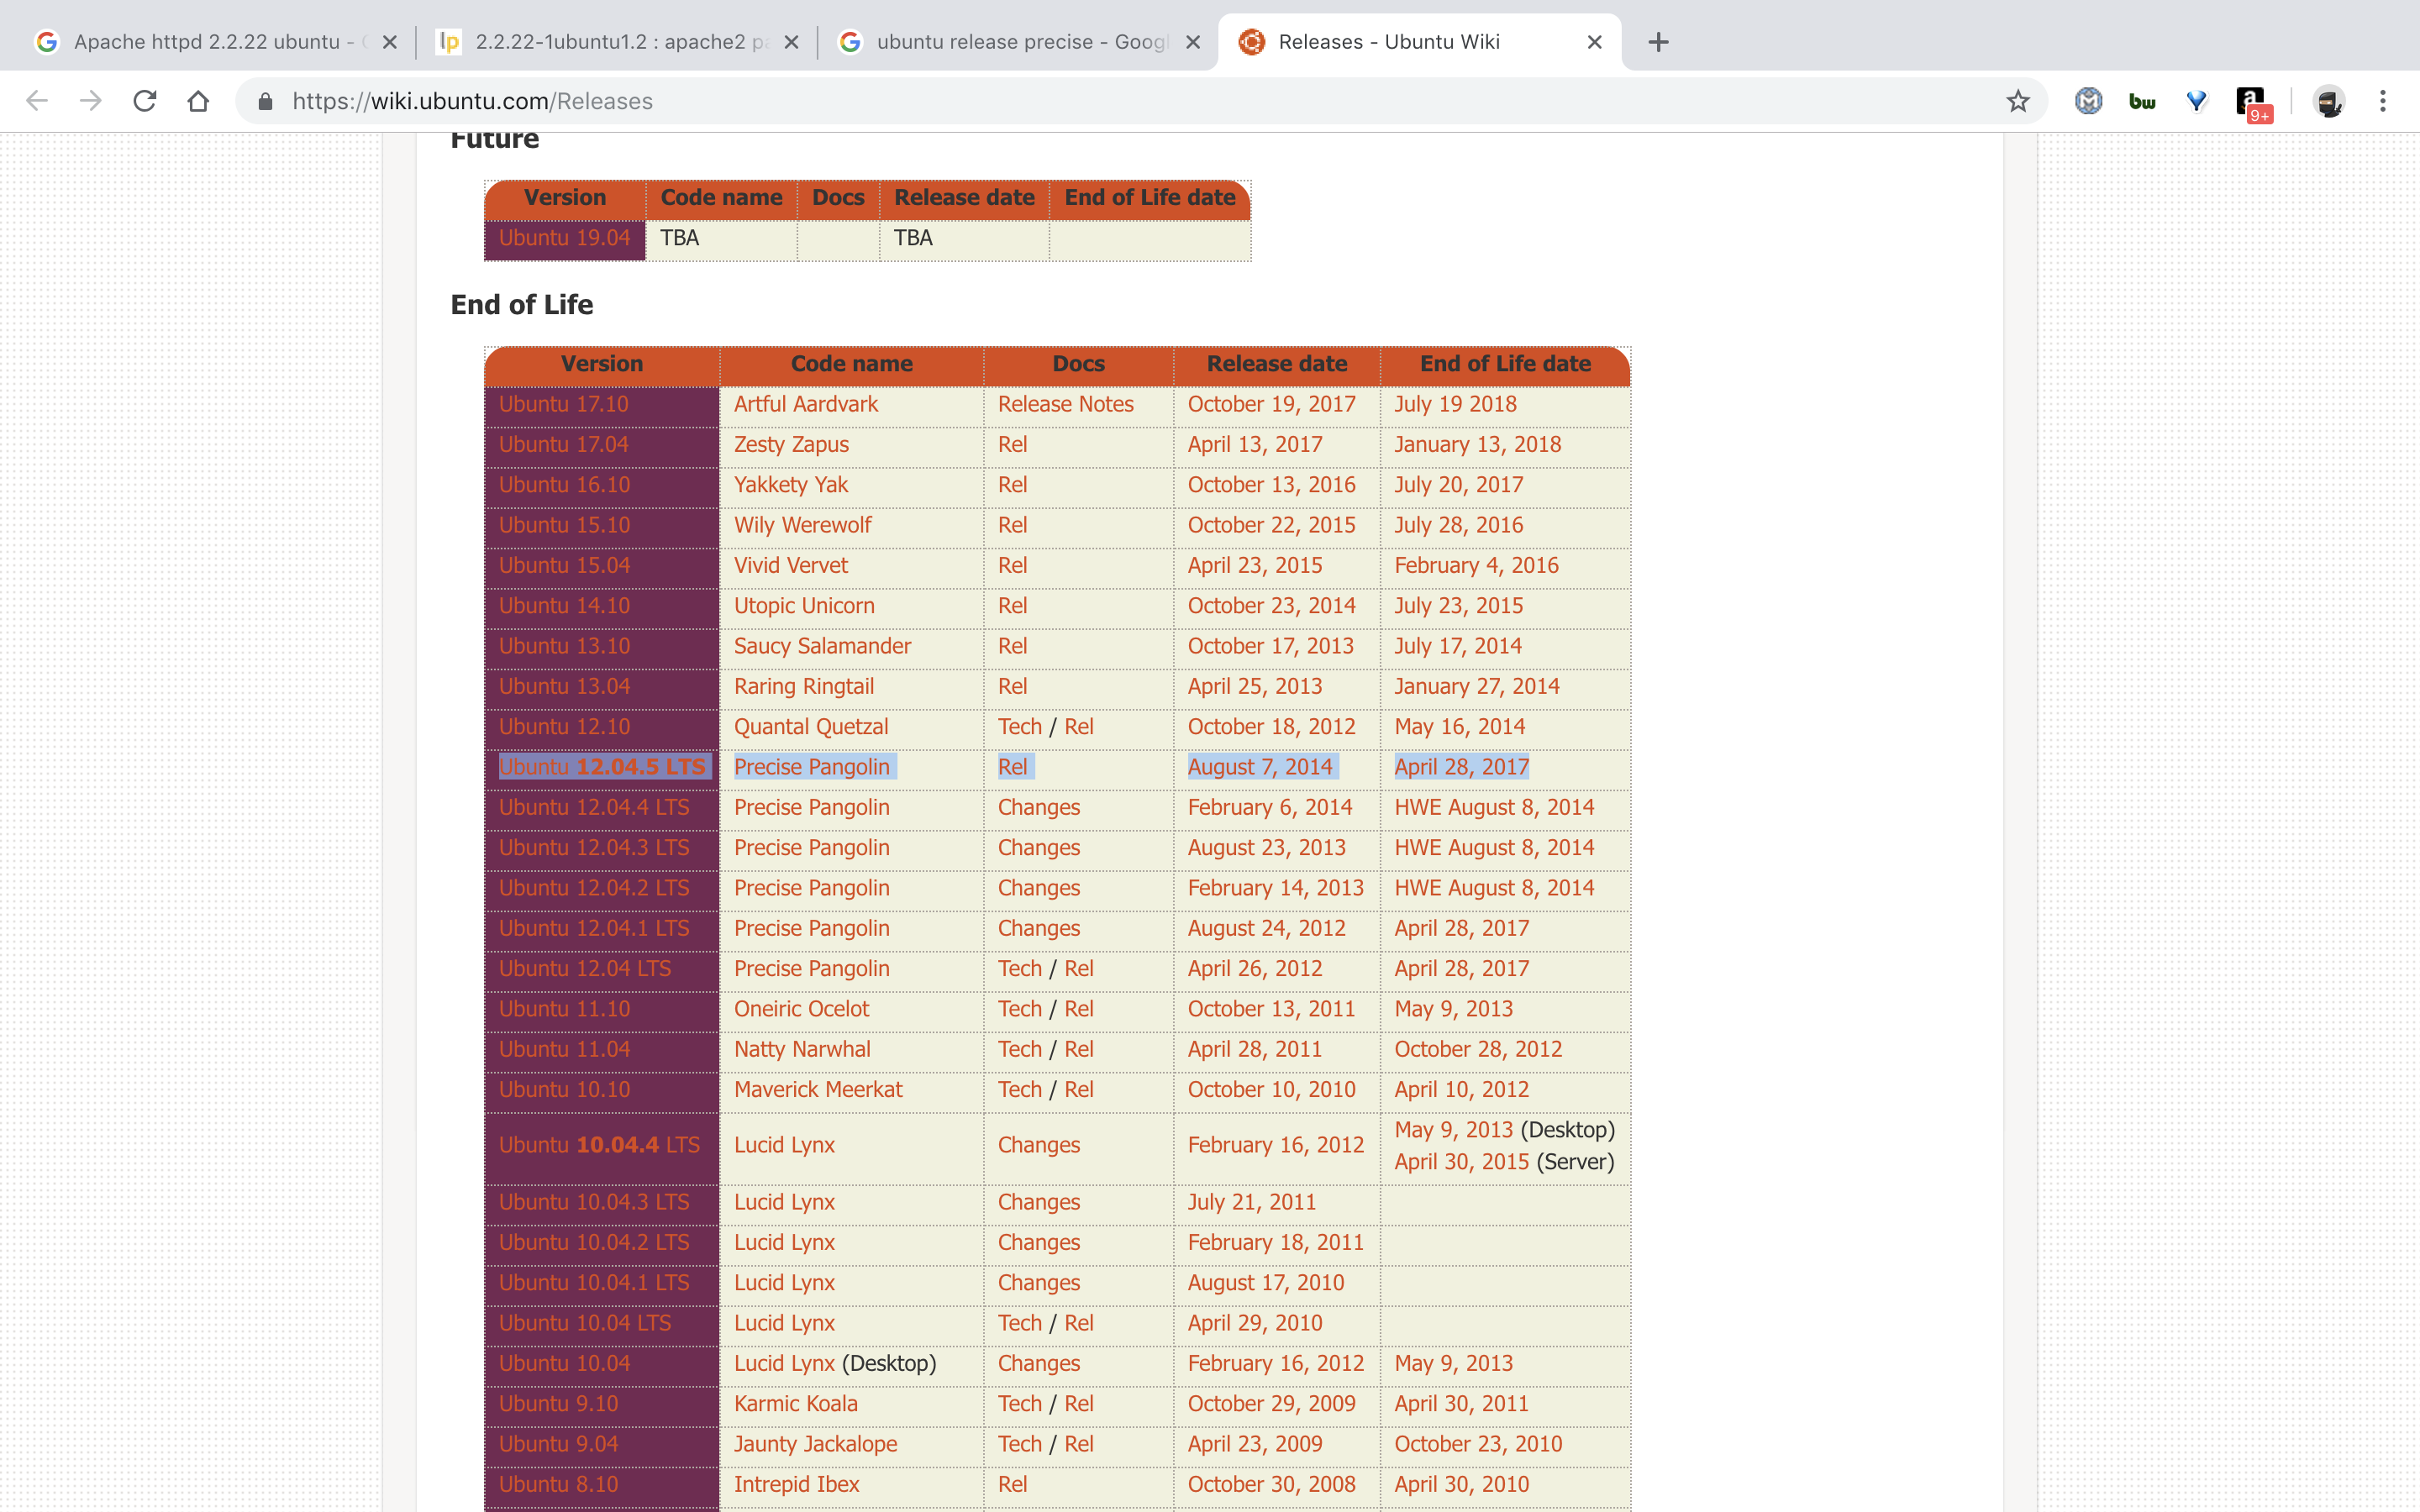 Apache httpd 2.2.22 ubuntu -
2.2.22-1ubuntu1.2 : apache2 pa
ubuntu release precise - Googl
Releases - Ubuntu Wiki
https://wiki.ubuntu.com/Releases
bw
a
9+
Future
Version Code name Docs Release date End of Life date
Ubuntu 19.04 TBA TBA
End of Life
Version Code name Docs Release date End of Life date
Ubuntu 17.10 Artful Aardvark Release Notes October 19, 2017 July 19 2018
Ubuntu 17.04 Zesty Zapus Rel April 13, 2017 January 13, 2018
Ubuntu 16.10 Yakkety Yak Rel October 13, 2016 July 20, 2017
Ubuntu 15.10 Wily Werewolf Rel October 22, 2015 July 28, 2016
Ubuntu 15.04 Vivid Vervet Rel April 23, 2015 February 4, 2016
Ubuntu 14.10 Utopic Unicorn Rel October 23, 2014 July 23, 2015
Ubuntu 13.10 Saucy Salamander Rel October 17, 2013 July 17, 2014
Ubuntu 13.04 Raring Ringtail Rel April 25, 2013 January 27, 2014
Ubuntu 12.10 Quantal Quetzal Tech / Rel October 18, 2012 May 16, 2014
Ubuntu 12.04.5 LTS Precise Pangolin Rel August 7, 2014 April 28, 2017
Ubuntu 12.04.4 LTS Precise Pangolin Changes February 6, 2014 HWE August 8, 2014
Ubuntu 12.04.3 LTS Precise Pangolin Changes August 23, 2013 HWE August 8, 2014
Ubuntu 12.04.2 LTS Precise Pangolin Changes February 14, 2013 HWE August 8, 2014
Ubuntu 12.04.1 LTS Precise Pangolin Changes August 24, 2012 April 28, 2017
Ubuntu 12.04 LTS Precise Pangolin Tech / Rel April 26, 2012 April 28, 2017
Ubuntu 11.10 Oneiric Ocelot Tech / Rel October 13, 2011 May 9, 2013
Ubuntu 11.04 Natty Narwhal Tech / Rel April 28, 2011 October 28, 2012
Ubuntu 10.10 Maverick Meerkat Tech / Rel October 10, 2010 April 10, 2012
Ubuntu 10.04.4 LTS Lucid Lynx Changes February 16, 2012 May 9, 2013 (Desktop)
April 30, 2015 (Server)
Ubuntu 10.04.3 LTS Lucid Lynx Changes July 21, 2011
Ubuntu 10.04.2 LTS Lucid Lynx Changes February 18, 2011
Ubuntu 10.04.1 LTS Lucid Lynx Changes August 17, 2010
Ubuntu 10.04 LTS Lucid Lynx Tech / Rel April 29, 2010
Ubuntu 10.04 Lucid Lynx (Desktop) Changes February 16, 2012 May 9, 2013
Ubuntu 9.10 Karmic Koala Tech / Rel October 29, 2009 April 30, 2011
Ubuntu 9.04 Jaunty Jackalope Tech / Rel April 23, 2009 October 23, 2010
Ubuntu 8.10 Intrepid Ibex Rel October 30, 2008 April 30, 2010